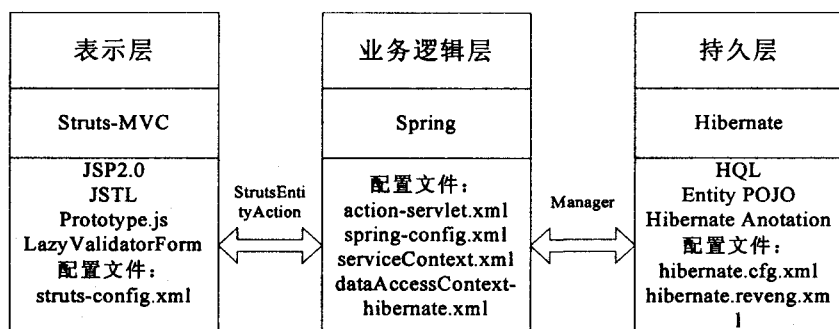 表示层
Struts-MVC
JSP2.0
JSTL
Prototype.js
LazyValidatorForm
配置文件：
struts-config.xml
StrutsEnti
tyAction
业务逻辑层
Spring
配置文件：
action-servlet.xml
spring-config.xml
serviceContext.xml
dataAccessContext-
hibernate.xml
Manager
持久层
Hibernate
HQL
Entity POJO
Hibernate Anotation
配置文件：
hibernate.cfg.xml
hibernate.reveng.xm
l